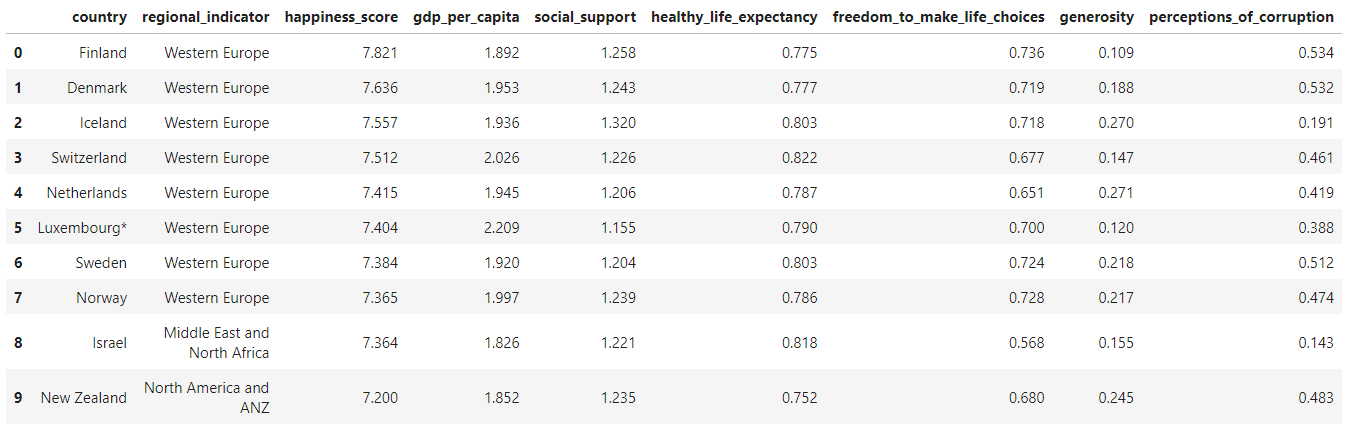 country regional_indicator happiness_score gdp_per_capita social_support healthy_life_expectancy freedom_to_make_life_choices generosity perceptions_of_corruption
0 Finland Western Europe 7.821 1.892 1.258 0.775 0.736 0.109 0.534
1 Denmark Western Europe 7.636 1.953 1.243 0.777 0.719 0.188 0.532
2 Iceland Western Europe 7.557 1.936 1.320 0.803 0.718 0.270 0.191
3 Switzerland Western Europe 7.512 2.026 1.226 0.822 0.677 0.147 0.461
4 Netherlands Western Europe 7.415 1.945 1.206 0.787 0.651 0.271 0.419
5 Luxembourg* Western Europe 7.404 2.209 1.155 0.790 0.700 0.120 0.388
6 Sweden Western Europe 7.384 1.920 1.204 0.803 0.724 0.218 0.512
7 Norway Western Europe 7.365 1.997 1.239 0.786 0.728 0.217 0.474
8 Israel Middle East and North Africa 7.364 1.826 1.221 0.818 0.568 0.155 0.143
9 New Zealand North America and ANZ 7.200 1.852 1.235 0.752 0.680 0.245 0.483